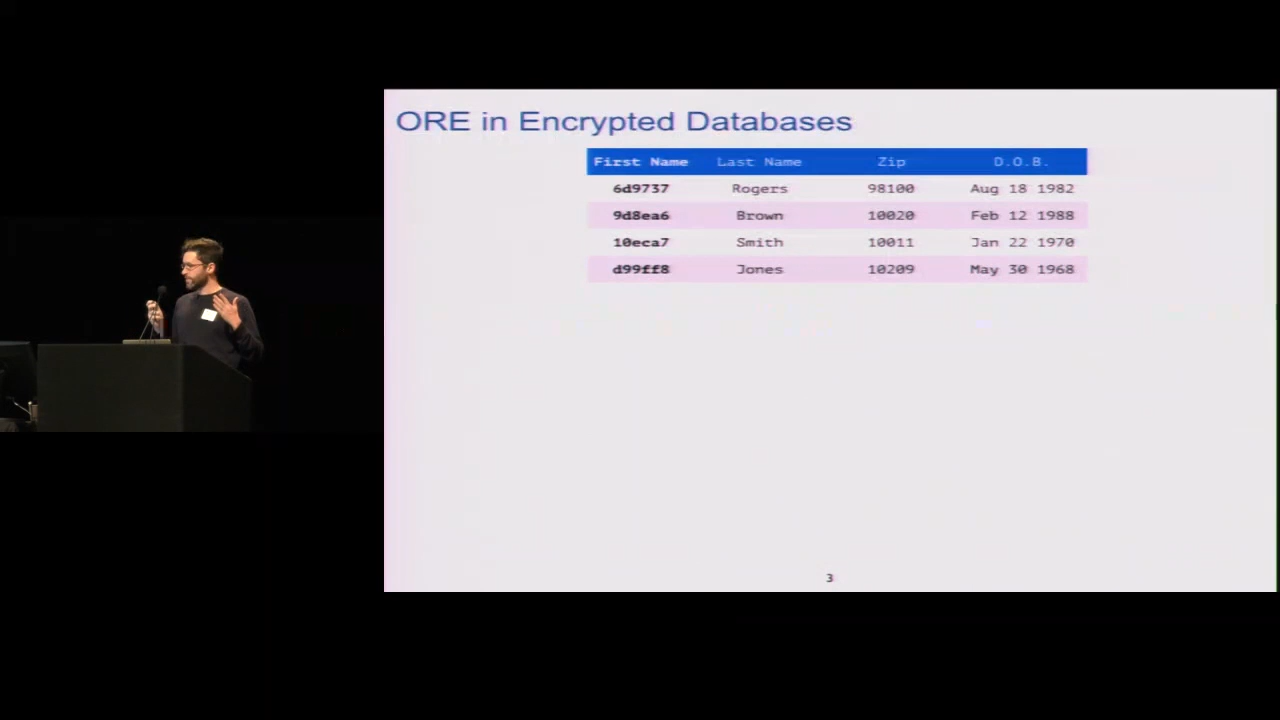 ORE in Encrypted Databases
First Name Last Name Zip D.O.B.
6d9737 Rogers 98100 Aug 18 1982
9d8ea6 Brown 10020 Feb 12 1988
10eca7 Smith 10011 Jan 22 1970
d99ff8 Jones 10209 May 30 1968
3